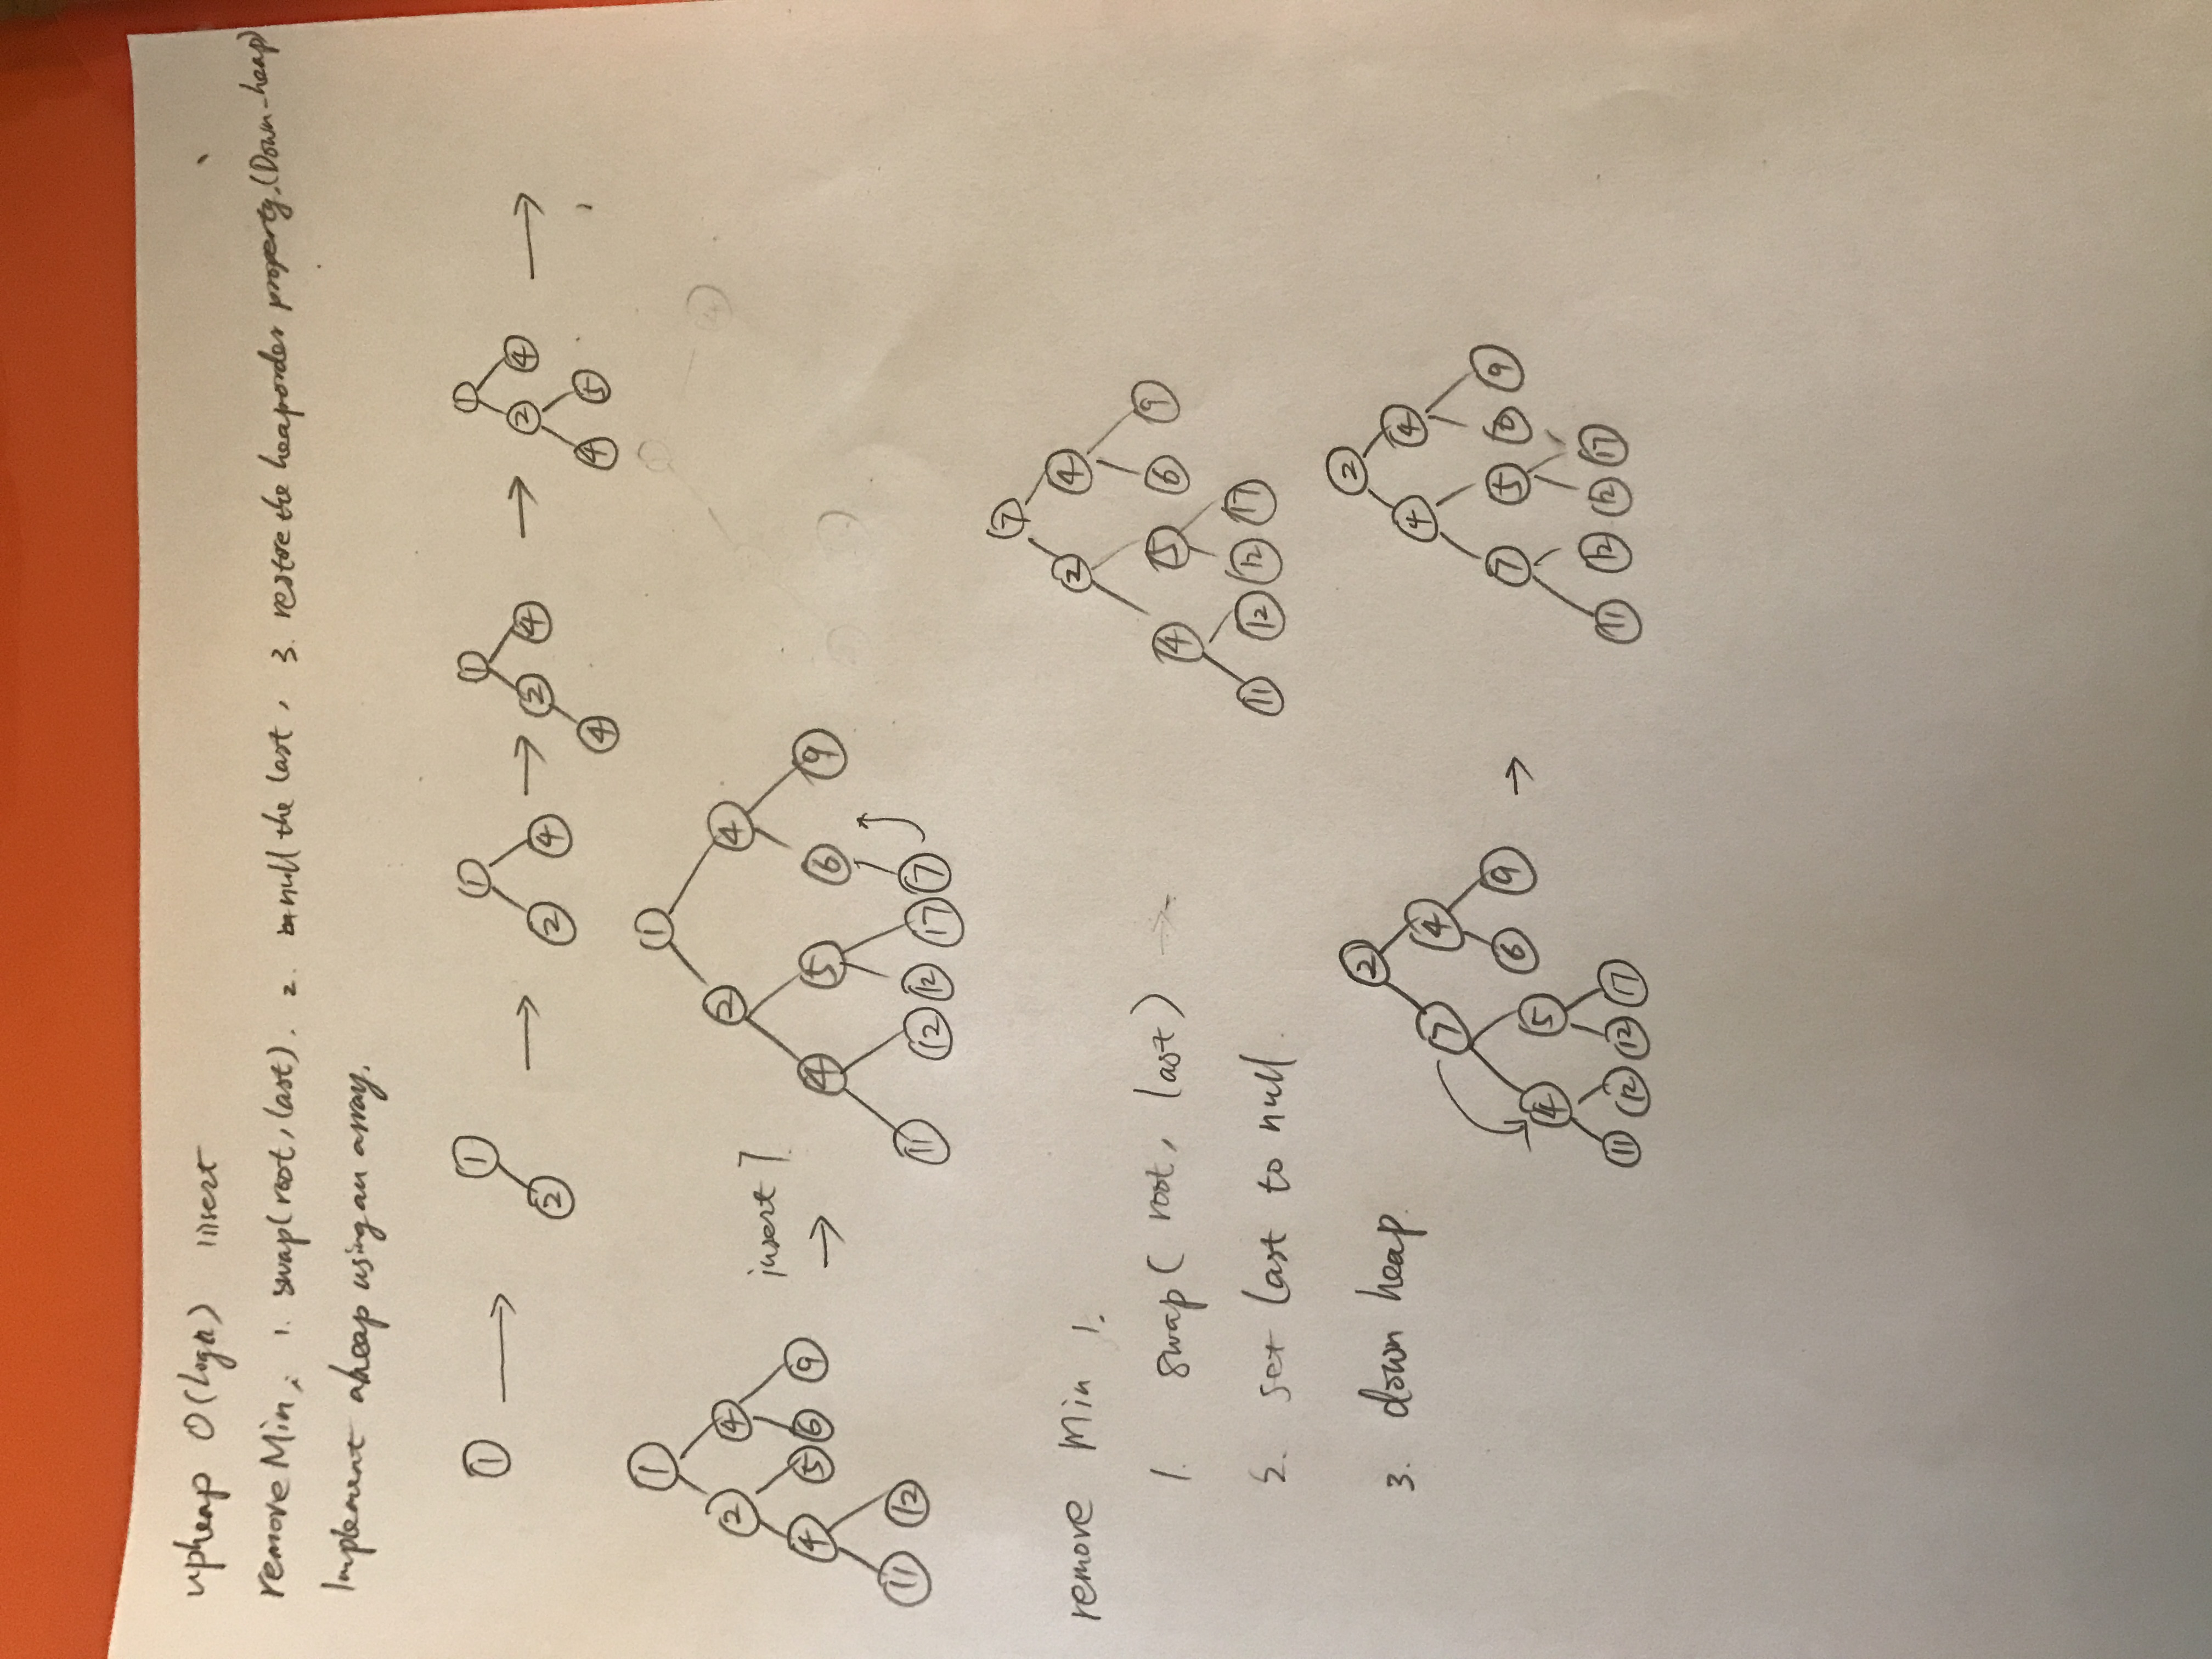 upheap O(logn) insert
remove Min; 1. swap(root, last). 2. null the last, 3. restore the heaporder property.(Down-heap)
Implement a heap using an array.
1 → 1 → 1 → 1 → 1 →
2 2 4 2 4 2 4
4 4 5
1 1
2 4 insert 7 → 2 4
4 5 6 9 4 5 6 9
11 12 11 12 12 17 7
7
remove Min 1. 2 4
1. swap( root, last) → 4 5 6 9
2. set last to null. 11 12 12 17
2 2
3. down heap. 7 4 → 4 4
4 5 6 9 7 5 6 9
11 12 12 17 11 12 12 17